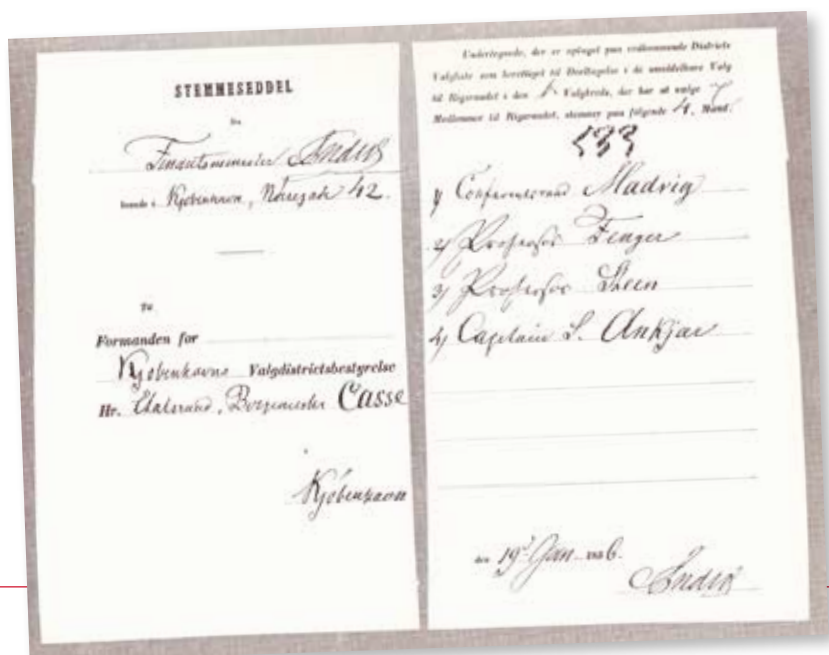 STEMMESEDDEL
fra
Finantsminister Andræ
boende i Kjøbenhavn, Nørregade 42.
Til
Formanden for
Kjøbenhavns Valgdistrictsbestyrelse
Hr. Etatsraad, Borgemester Casse
Kjøbenhavn
Undertegnede, der er optaget paa vedkommende Districts
Valgliste som berettiget til Deeltagelse i de umiddelbare Valg
til Rigsraadet i den Valgkreds, der har at vælge 7
Medlemmer til Rigsraadet, stemmer paa følgende 4, Mænd:
533
1) Conferentsraad Madvig
2) Professor Fenger
3) Professor Steen
4) Capitain S. Ankjær
den 19 Jan. 1856.
Andræ